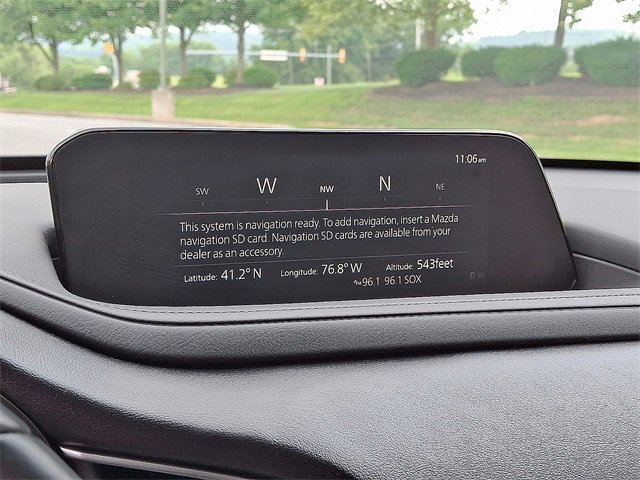 11:06am
SW W NW N NE
This system is navigation ready. To add navigation, insert a Mazda
navigation SD card. Navigation SD cards are available from your
dealer as an accessory.
Latitude: 41.2° N Longitude: 76.8° W Altitude: 543feet
FM 96.1 96.1 SOX